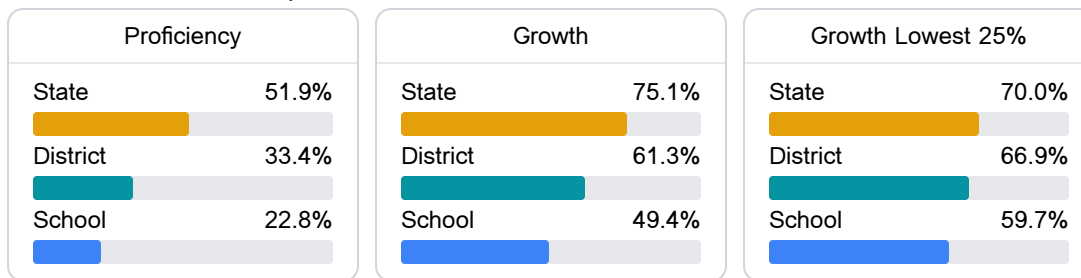 Proficiency
State 51.9%
District 33.4%
School 22.8%
Growth
State 75.1%
District 61.3%
School 49.4%
Growth Lowest 25%
State 70.0%
District 66.9%
School 59.7%